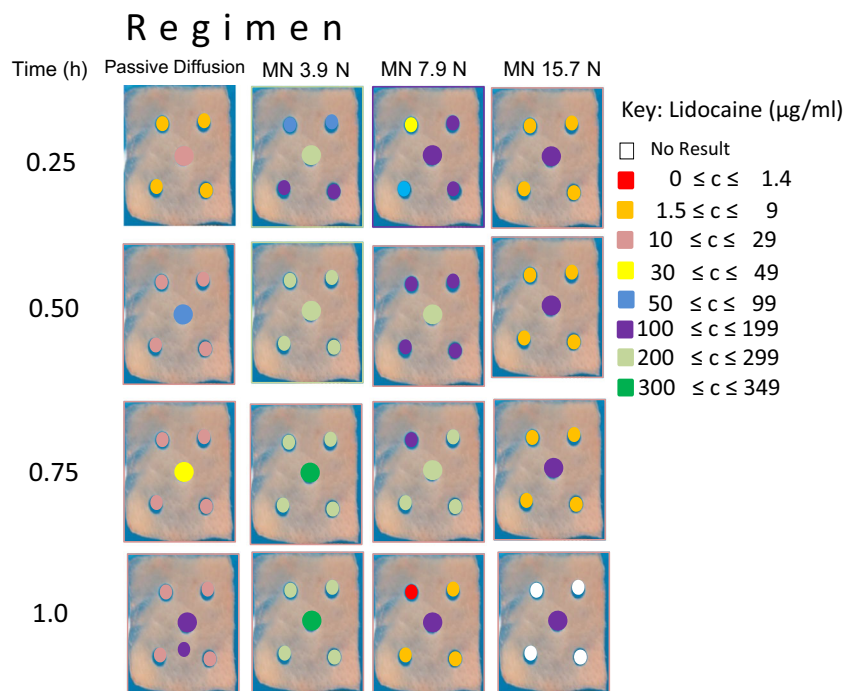 R e g i m e n
Time (h) Passive Diffusion MN 3.9 N MN 7.9 N MN 15.7 N
0.25
0.50
0.75
1.0
Key: Lidocaine (µg/ml)
No Result
0 ≤ c ≤ 1.4
1.5 ≤ c ≤ 9
10 ≤ c ≤ 29
30 ≤ c ≤ 49
50 ≤ c ≤ 99
100 ≤ c ≤ 199
200 ≤ c ≤ 299
300 ≤ c ≤ 349